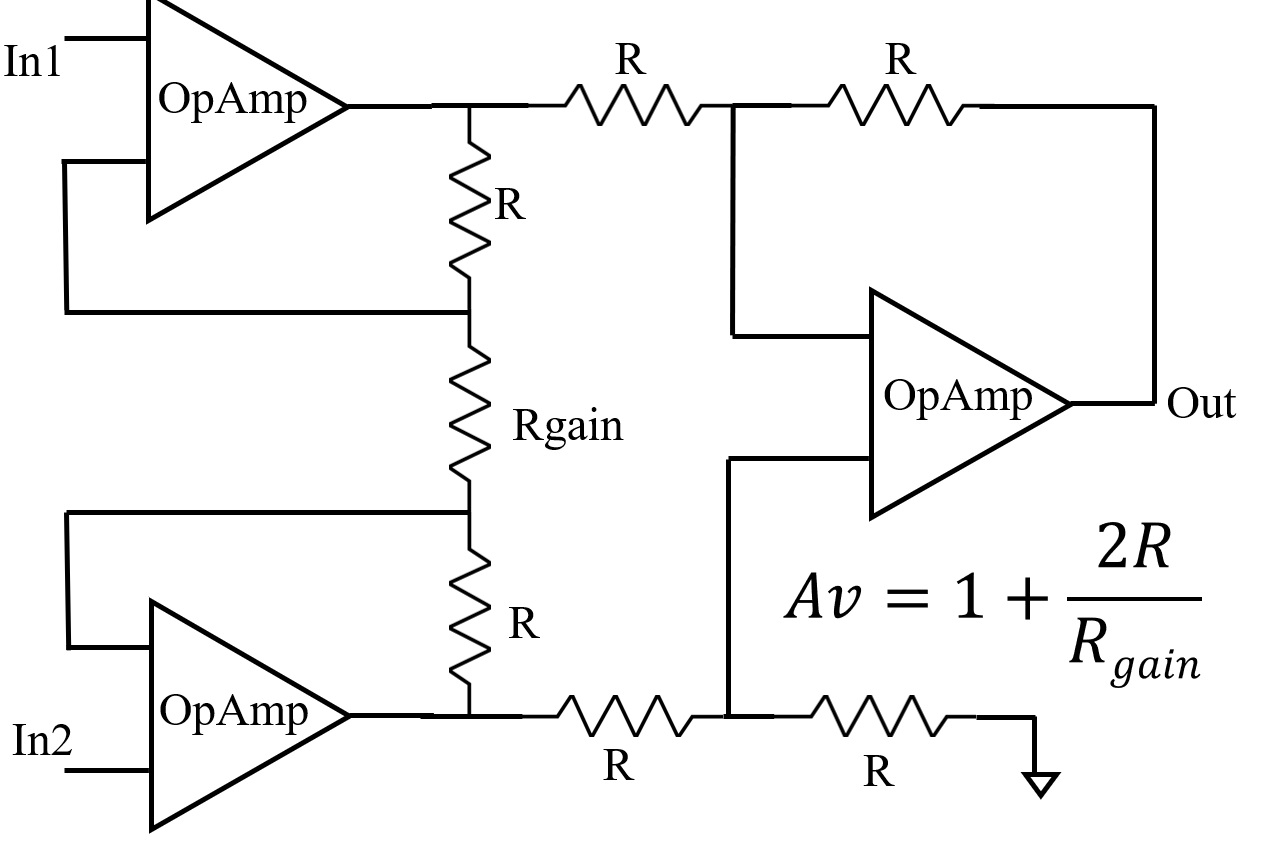 R
R
In1
OpAmp
R
OpAmp
Out
Rgain
Av = 1 + 2R / Rgain
R
OpAmp
In2
R
R